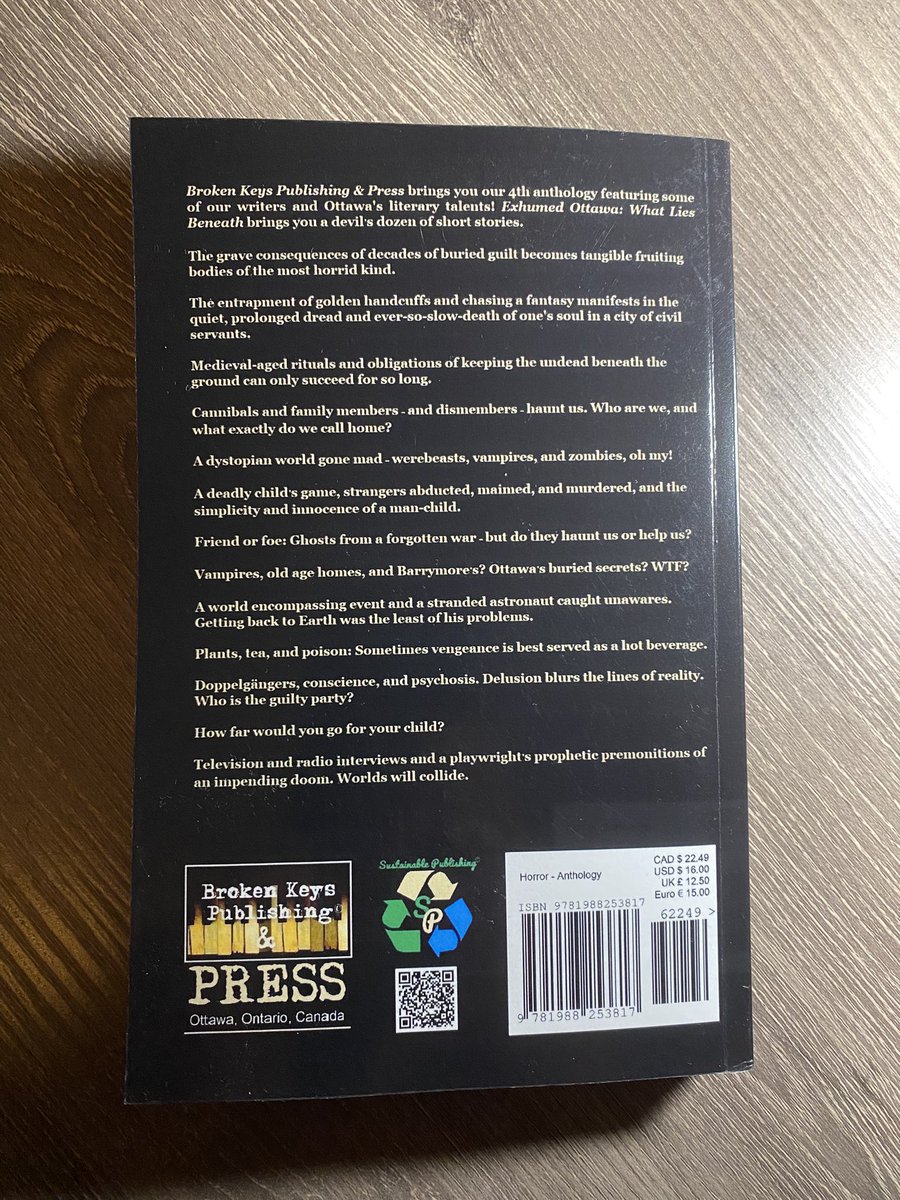 Broken Keys Publishing & Press brings you our 4th anthology featuring some
of our writers and Ottawa's literary talents! Exhumed Ottawa: What Lies
Beneath brings you a devil's dozen of short stories.
The grave consequences of decades of buried guilt becomes tangible fruiting
bodies of the most horrid kind.
The entrapment of golden handcuffs and chasing a fantasy manifests in the
quiet, prolonged dread and ever-so-slow-death of one's soul in a city of civil
servants.
Medieval-aged rituals and obligations of keeping the undead beneath the
ground can only succeed for so long.
Cannibals and family members - and dismembers - haunt us. Who are we, and
what exactly do we call home?
A dystopian world gone mad - werebeasts, vampires, and zombies, oh my!
A deadly child's game, strangers abducted, maimed, and murdered, and the
simplicity and innocence of a man-child.
Friend or foe: Ghosts from a forgotten war - but do they haunt us or help us?
Vampires, old age homes, and Barrymore's? Ottawa's buried secrets? WTF?
A world encompassing event and a stranded astronaut caught unawares.
Getting back to Earth was the least of his problems.
Plants, tea, and poison: Sometimes vengeance is best served as a hot beverage.
Doppelgängers, conscience, and psychosis. Delusion blurs the lines of reality.
Who is the guilty party?
How far would you go for your child?
Television and radio interviews and a playwright's prophetic premonitions of
an impending doom. Worlds will collide.
Broken Keys
Publishing©
&
PRESS
Ottawa, Ontario, Canada
Sustainable Publishing©
SP
Horror - Anthology
CAD $ 22.49
USD $ 16.00
UK £ 12.50
Euro € 15.00
ISBN 9781988253817
62249 >
9 781988 253817